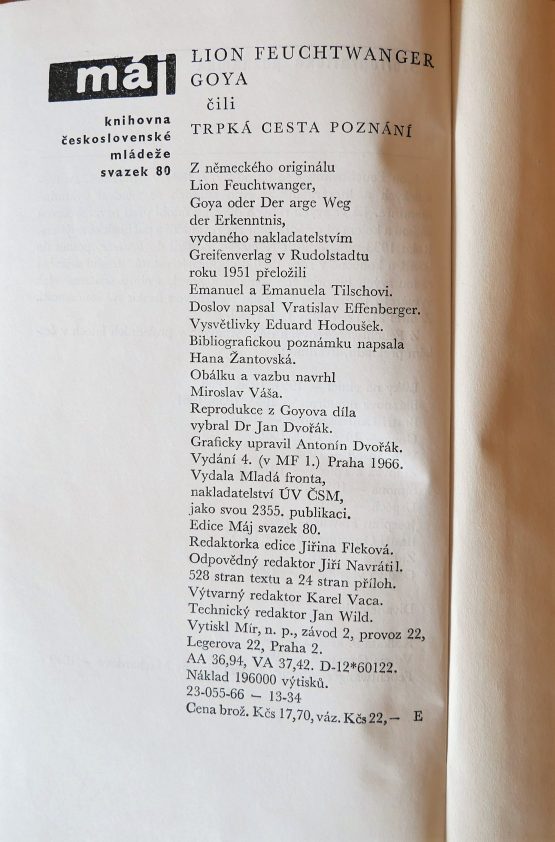 máj
knihovna
československé
mládeže
svazek 80
LION FEUCHTWANGER
GOYA
čili
TRPKÁ CESTA POZNÁNÍ
Z německého originálu
Lion Feuchtwanger,
Goya oder Der arge Weg
der Erkenntnis,
vydaného nakladatelstvím
Greifenverlag v Rudolstadtu
roku 1951 přeložili
Emanuel a Emanuela Tilschovi.
Doslov napsal Vratislav Effenberger.
Vysvětlivky Eduard Hodoušek.
Bibliografickou poznámku napsala
Hana Žantovská.
Obálku a vazbu navrhl
Miroslav Váša.
Reprodukce z Goyova díla
vybral Dr Jan Dvořák.
Graficky upravil Antonín Dvořák.
Vydání 4. (v MF 1.) Praha 1966.
Vydala Mladá fronta,
nakladatelství ÚV ČSM,
jako svou 2355. publikaci.
Edice Máj svazek 80.
Redaktorka edice Jiřina Fleková.
Odpovědný redaktor Jiří Navrátil.
528 stran textu a 24 stran příloh.
Výtvarný redaktor Karel Vaca.
Technický redaktor Jan Wild.
Vytiskl Mír, n. p., závod 2, provoz 22,
Legerova 22, Praha 2.
AA 36,94, VA 37,42. D-12*60122.
Náklad 196000 výtisků.
23-055-66 — 13-34
Cena brož. Kčs 17,70, váz. Kčs 22,— E